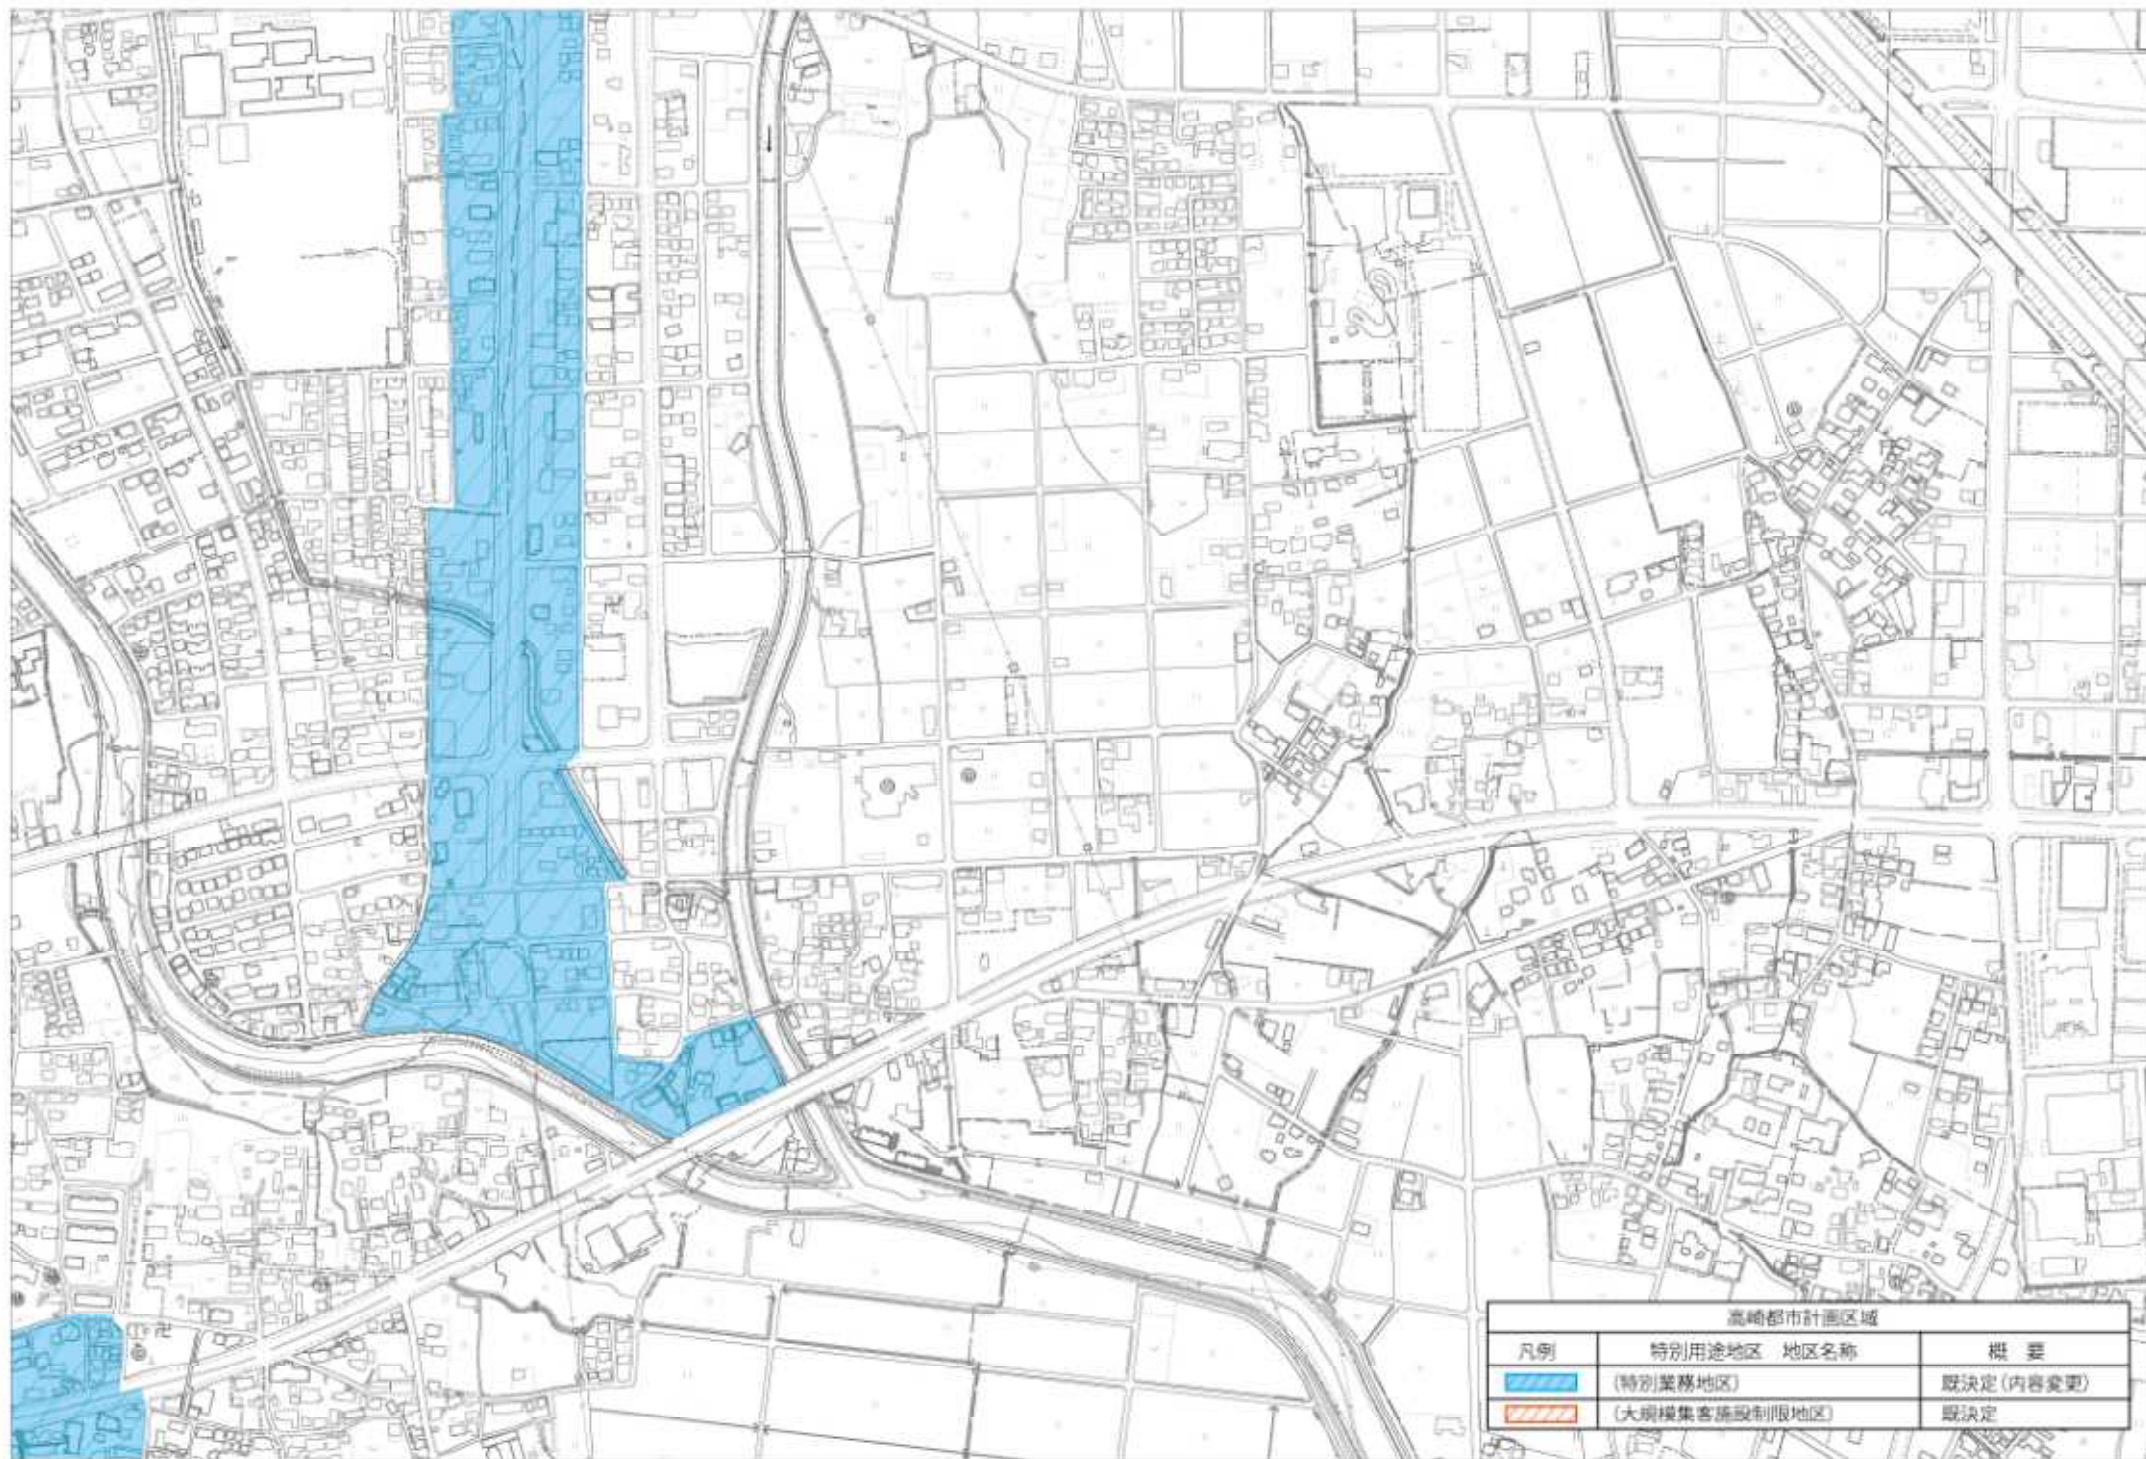 高崎都市計画区域
凡例 特別用途地区 地区名称 概 要
(特別業務地区) 既決定(内容変更)
(大規模集客施設制限地区) 既決定